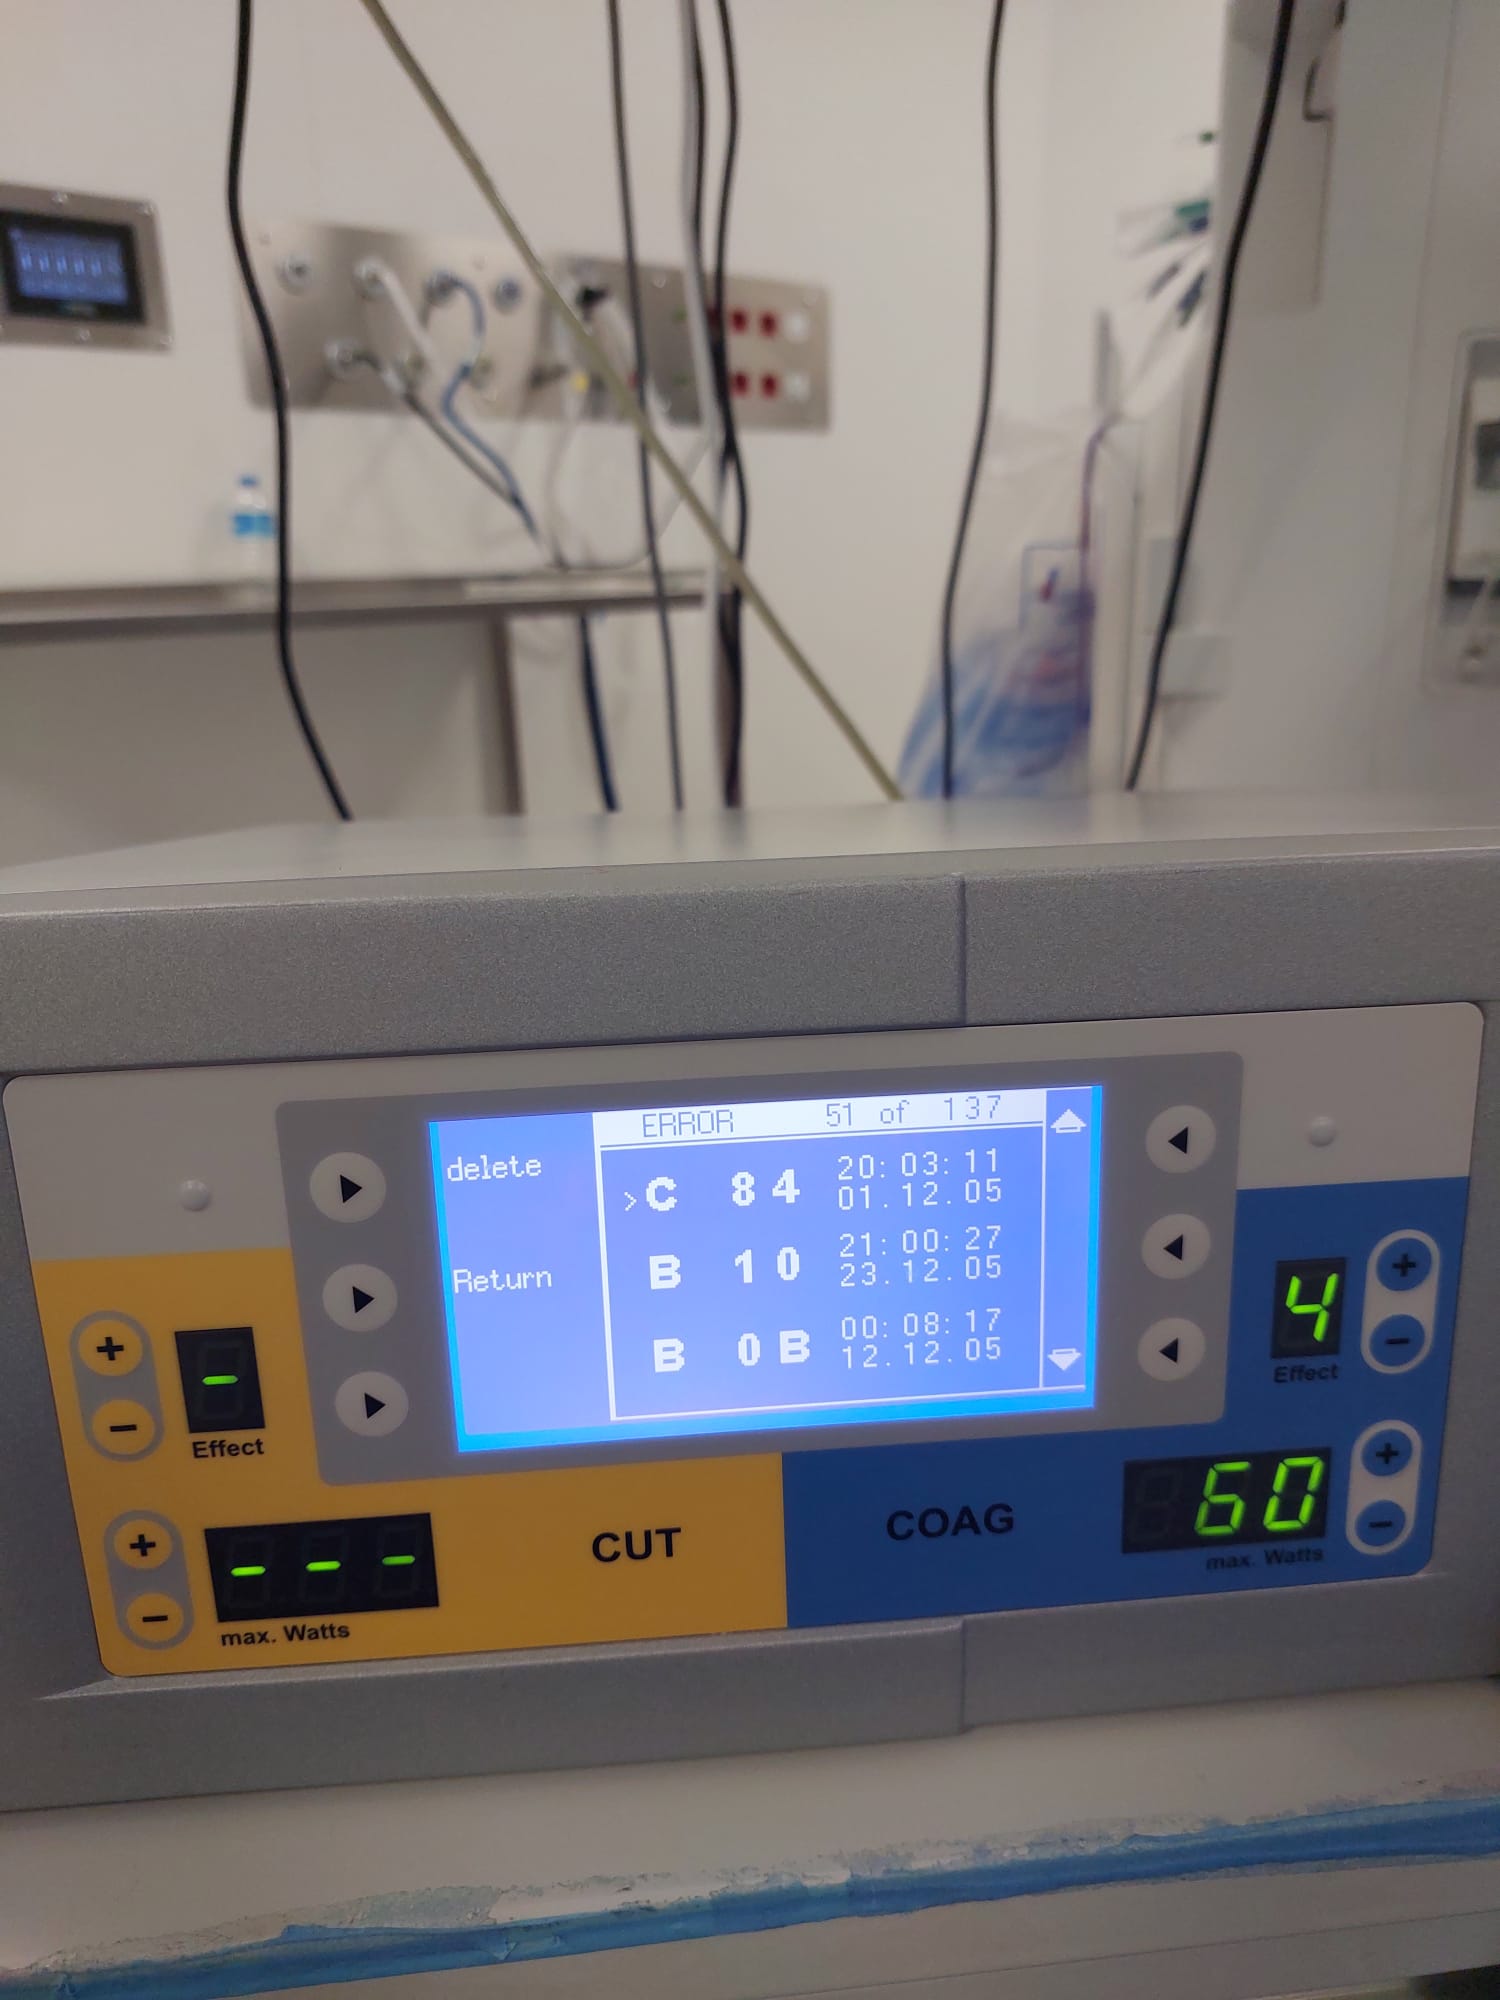 ERROR 51 of 137
delete
>C 84 20:03:11
01.12.05
B 10 21:00:27
23.12.05
Return
B 0B 00:08:17
12.12.05
+
-
-
Effect
+
-
---
max. Watts
CUT
COAG
4
+
-
Effect
60
+
-
max. Watts